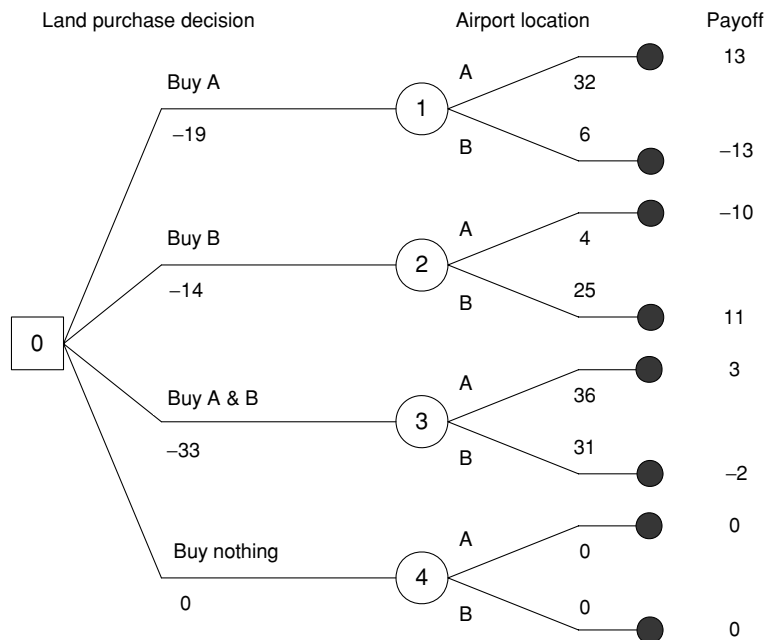 Land purchase decision Airport location Payoff
A 13
Buy A 32
1
−19 6
B −13
A −10
Buy B 4
2
−14 25
B 11
0
A 3
Buy A & B 36
3
−33 31
B −2
A 0
Buy nothing 0
4
0 0
B 0